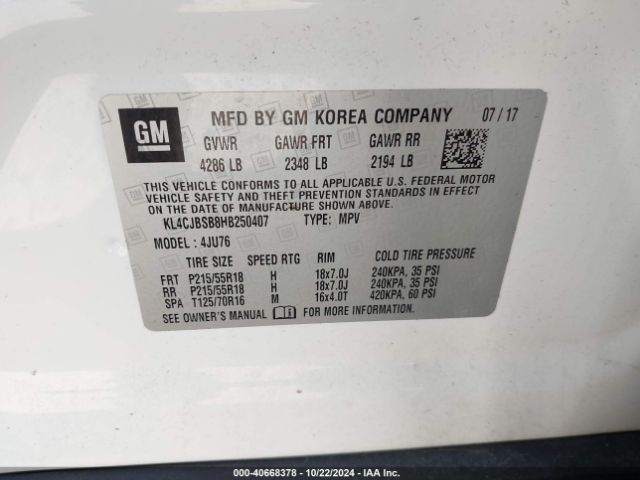 GM
MFD BY GM KOREA COMPANY 07/17
GVWR GAWR FRT GAWR RR
4286 LB 2348 LB 2194 LB
THIS VEHICLE CONFORMS TO ALL APPLICABLE U.S. FEDERAL MOTOR
VEHICLE SAFETY AND THEFT PREVENTION STANDARDS IN EFFECT
ON THE DATE OF MANUFACTURE SHOWN ABOVE.
KL4CJBSB8HB250407 TYPE: MPV
MODEL: 4JU76
TIRE SIZE SPEED RTG RIM COLD TIRE PRESSURE
FRT P215/55R18 H 18x7.0J 240KPA, 35 PSI
RR P215/55R18 H 18x7.0J 240KPA, 35 PSI
SPA T125/70R16 M 16x4.0T 420KPA, 60 PSI
SEE OWNER'S MANUAL FOR MORE INFORMATION
000-40668378 - 10/22/2024 - IAA Inc.